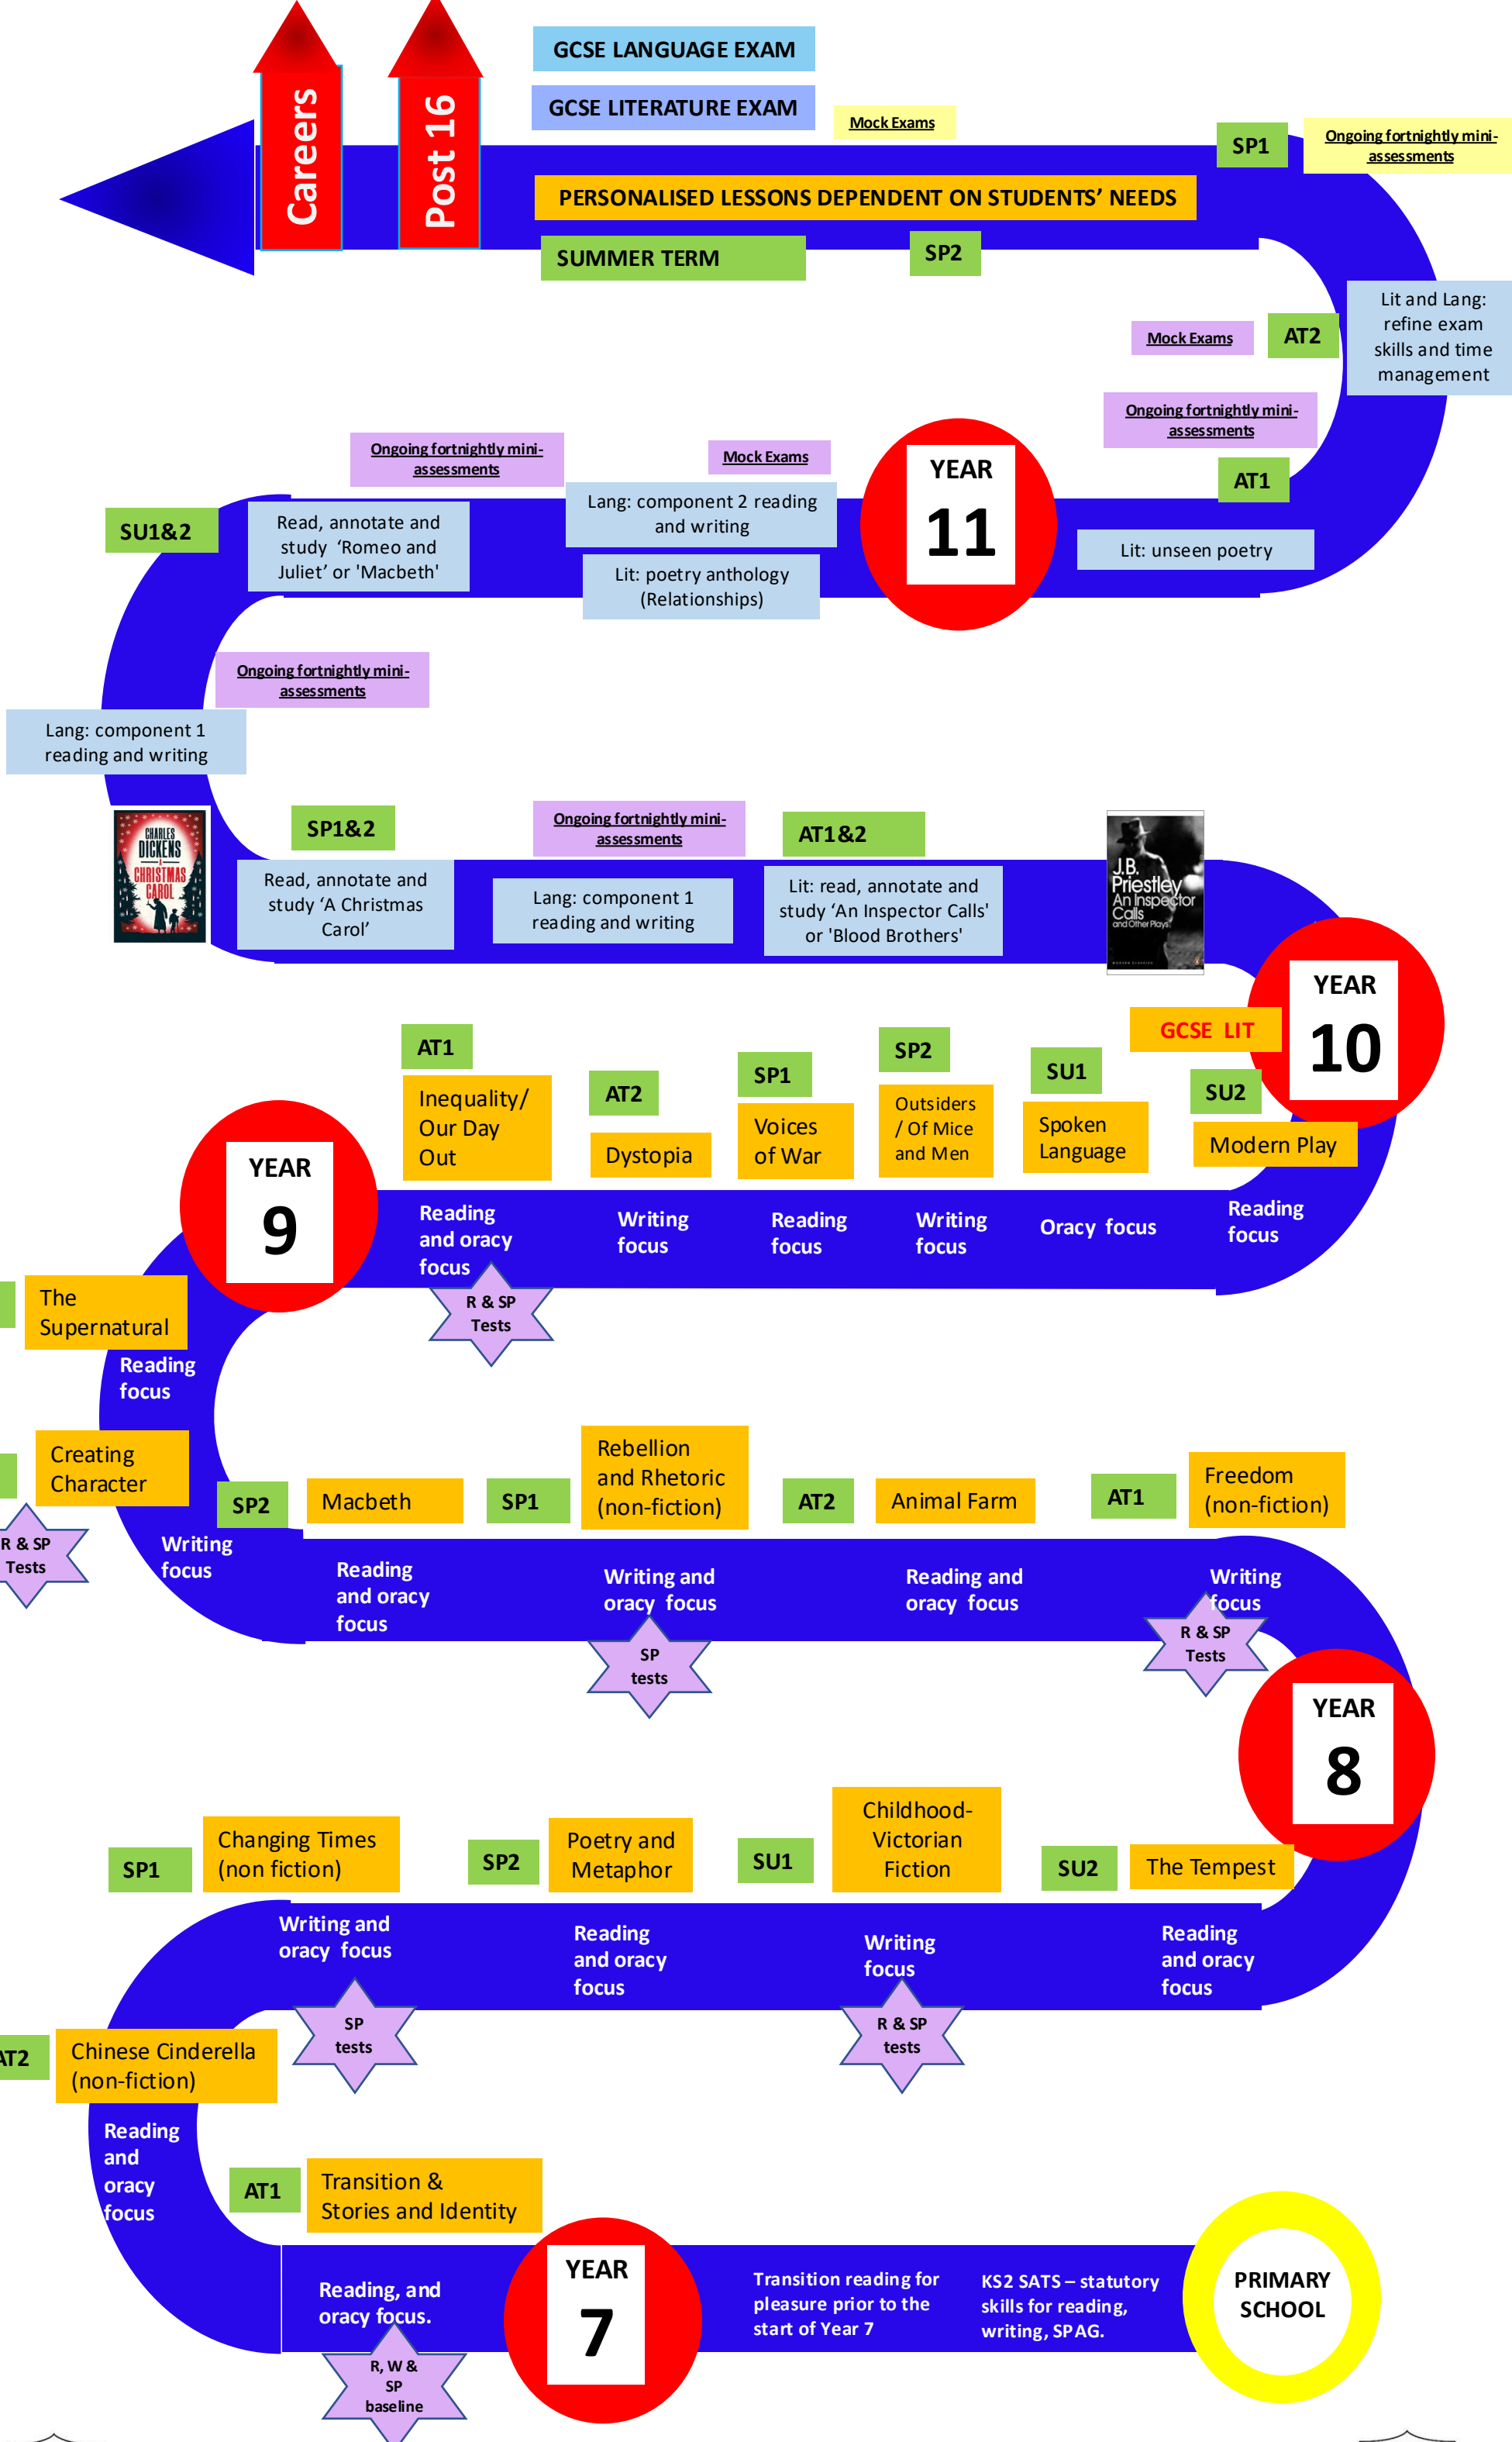 GCSE LANGUAGE EXAM
GCSE LITERATURE EXAM
Careers
Post 16
Mock Exams
SP1
Ongoing fortnightly mini-
assessments
PERSONALISED LESSONS DEPENDENT ON STUDENTS’ NEEDS
SUMMER TERM
SP2
Lit and Lang:
refine exam
skills and time
management
Mock Exams
AT2
Ongoing fortnightly mini-
assessments
AT1
Ongoing fortnightly mini-
assessments
Mock Exams
YEAR
11
SU1&2
Read, annotate and
study ‘Romeo and
Juliet’ or 'Macbeth'
Lang: component 2 reading
and writing
Lit: poetry anthology
(Relationships)
Lit: unseen poetry
Ongoing fortnightly mini-
assessments
Lang: component 1
reading and writing
CHARLES
DICKENS
A
CHRISTMAS
CAROL
SP1&2
Ongoing fortnightly mini-
assessments
AT1&2
Read, annotate and
study ‘A Christmas
Carol’
Lang: component 1
reading and writing
Lit: read, annotate and
study ‘An Inspector Calls'
or 'Blood Brothers'
J.B.
Priestley
An Inspector
Calls
and Other Plays
MODERN CLASSICS
YEAR
10
GCSE LIT
AT1
Inequality/
Our Day
Out
AT2
Dystopia
SP1
Voices
of War
SP2
Outsiders
/ Of Mice
and Men
SU1
Spoken
Language
SU2
Modern Play
YEAR
9
Reading
and oracy
focus
Writing
focus
Reading
focus
Writing
focus
Oracy focus
Reading
focus
R & SP
Tests
The
Supernatural
Reading
focus
Creating
Character
R & SP
Tests
Writing
focus
SP2
Macbeth
SP1
Rebellion
and Rhetoric
(non-fiction)
AT2
Animal Farm
AT1
Freedom
(non-fiction)
Reading
and oracy
focus
Writing and
oracy focus
Reading and
oracy focus
Writing
focus
SP
tests
R & SP
Tests
YEAR
8
SP1
Changing Times
(non fiction)
SP2
Poetry and
Metaphor
SU1
Childhood-
Victorian
Fiction
SU2
The Tempest
Writing and
oracy focus
Reading
and oracy
focus
Writing
focus
Reading
and oracy
focus
SP
tests
R & SP
tests
AT2
Chinese Cinderella
(non-fiction)
Reading
and
oracy
focus
AT1
Transition &
Stories and Identity
Reading, and
oracy focus.
R, W &
SP
baseline
YEAR
7
Transition reading for
pleasure prior to the
start of Year 7
KS2 SATS – statutory
skills for reading,
writing, SPAG.
PRIMARY
SCHOOL